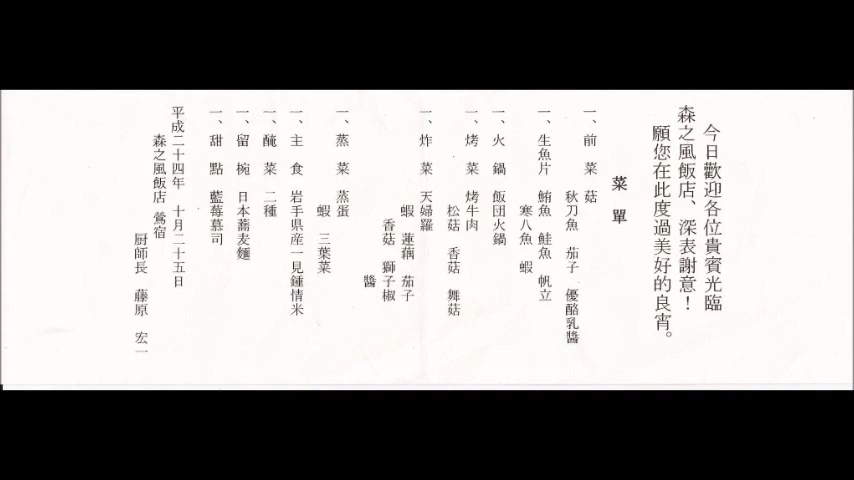 今日歡迎各位貴賓光臨
森之風飯店、深表謝意！
願您在此度過美好的良宵。
菜 單
一、前 菜 菇
秋刀魚 茄子 優酪乳醬
一、生魚片 鮪魚 鮭魚 帆立
寒八魚 蝦
一、火 鍋 飯団火鍋
一、烤 菜 烤牛肉
松菇 香菇 舞菇
一、炸 菜 天婦羅
蝦 蓮藕 茄子
香菇 獅子椒
醬
一、蒸 菜 蒸蛋
蝦 三葉菜
一、主 食 岩手県産一見鍾情米
一、醃 菜 二種
一、留 椀 日本蕎麦麵
一、甜 點 藍莓慕司
平成二十四年 十月二十五日
森之風飯店 鶯宿
厨師長 藤原 宏一